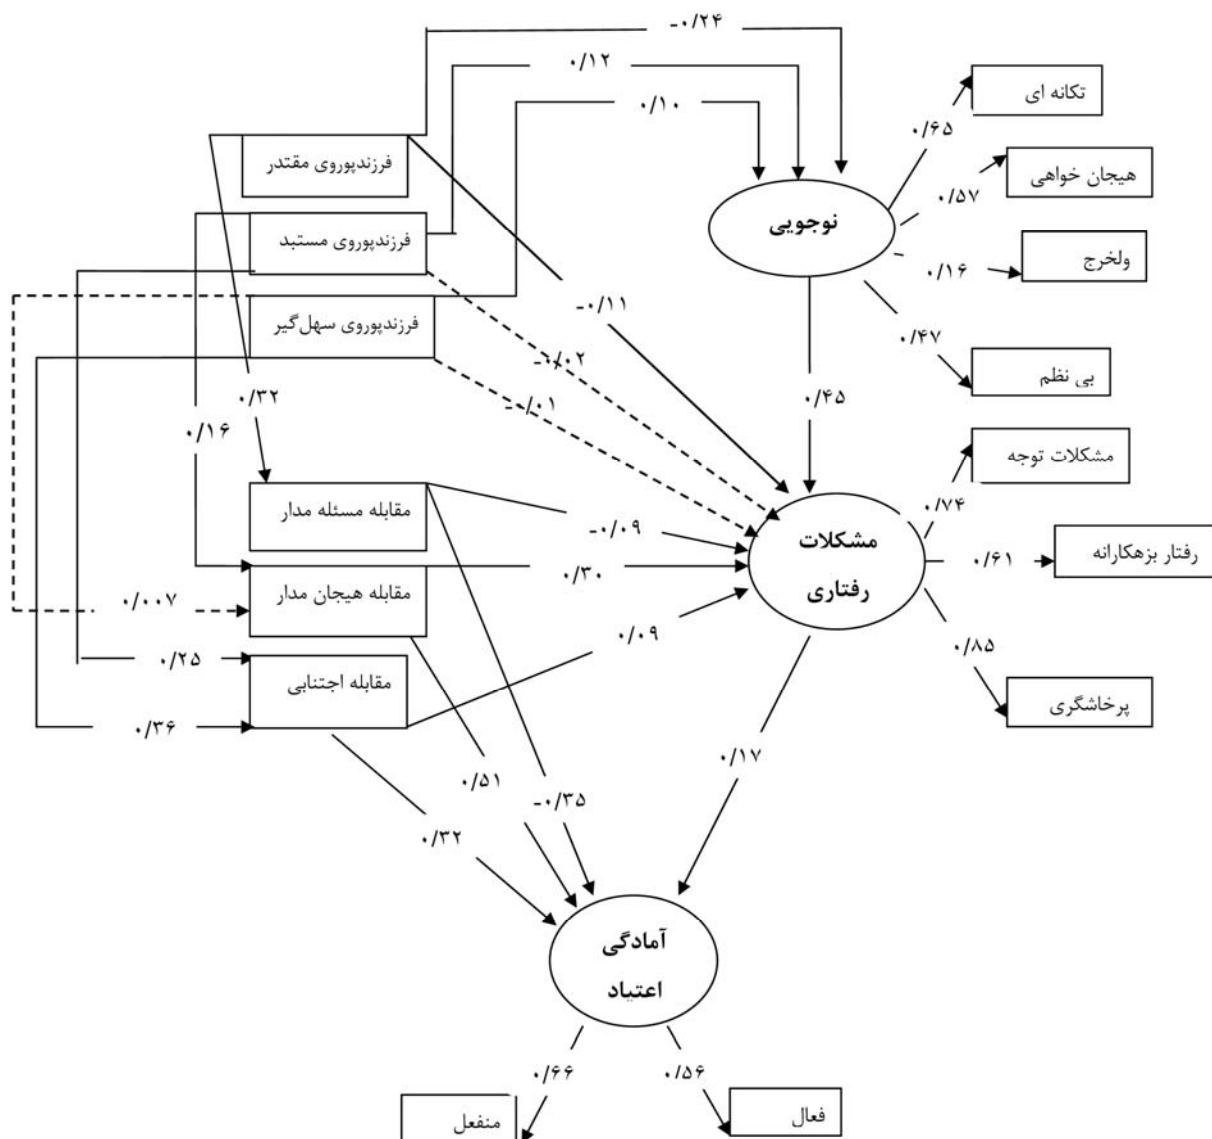 -۰/۲۴
۰/۱۲
۰/۱۰
تکانه ای
۰/۶۵
فرزندپوروی مقتدر
هیجان خواهی
۰/۵۷
نوجویی
فرزندپوروی مستبد
ولخرج
۰/۱۶
فرزندپوروی سهل‌گیر
-۰/۱۱
۰/۴۷
-۰/۰۲
بی نظم
۰/۳۲
-۰/۰۱
۰/۴۵
۰/۱۶
مشکلات توجه
مقابله مسئله مدار
۰/۷۴
-۰/۰۹
مشکلات
رفتاری
رفتار بزهکارانه
۰/۶۱
۰/۳۰
مقابله هیجان مدار
۰/۰۰۷
۰/۰۹
۰/۸۵
۰/۲۵
مقابله اجتنابی
پرخاشگری
۰/۳۶
۰/۱۷
۰/۵۱
-۰/۳۵
۰/۳۲
آمادگی
اعتیاد
۰/۶۶
۰/۵۶
فعال
منفعل